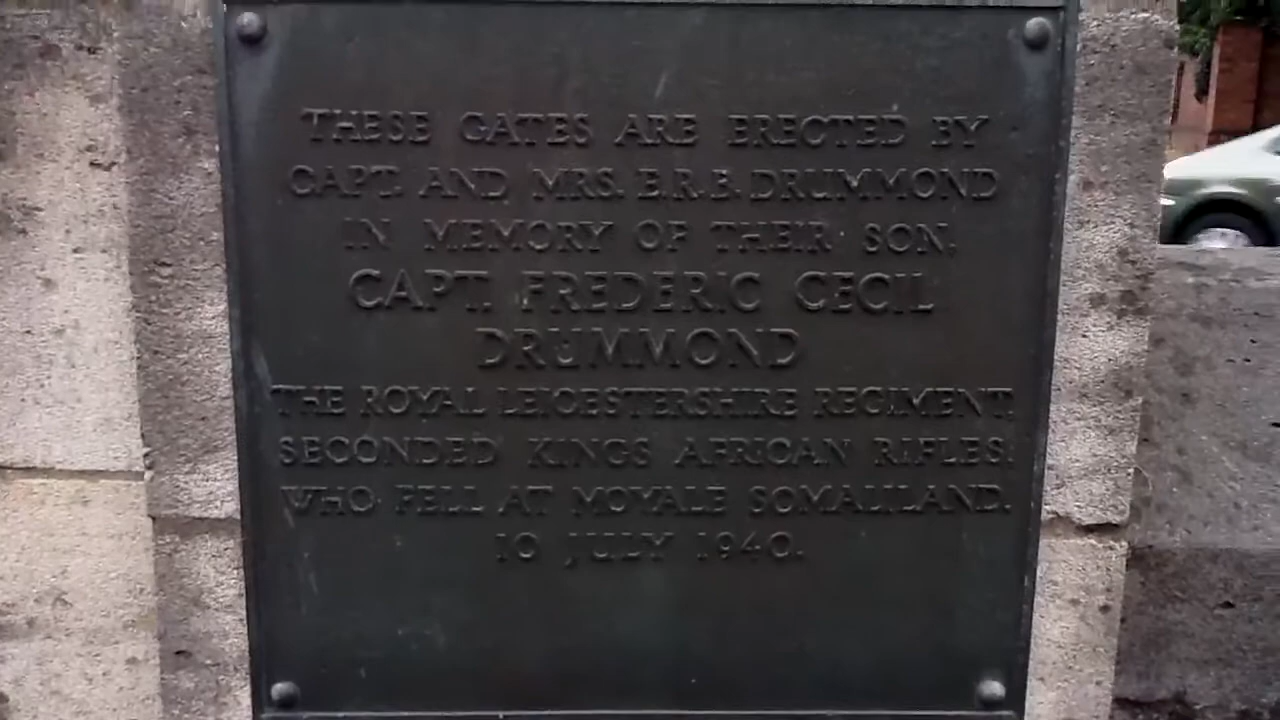 THESE GATES ARE ERECTED BY
CAPT. AND MRS. E.R.E. DRUMMOND
IN MEMORY OF THEIR SON,
CAPT. FREDERIC CECIL
DRUMMOND
THE ROYAL LEICESTERSHIRE REGIMENT,
SECONDED KINGS AFRICAN RIFLES.
WHO FELL AT MOYALE SOMALILAND.
10 JULY 1940.